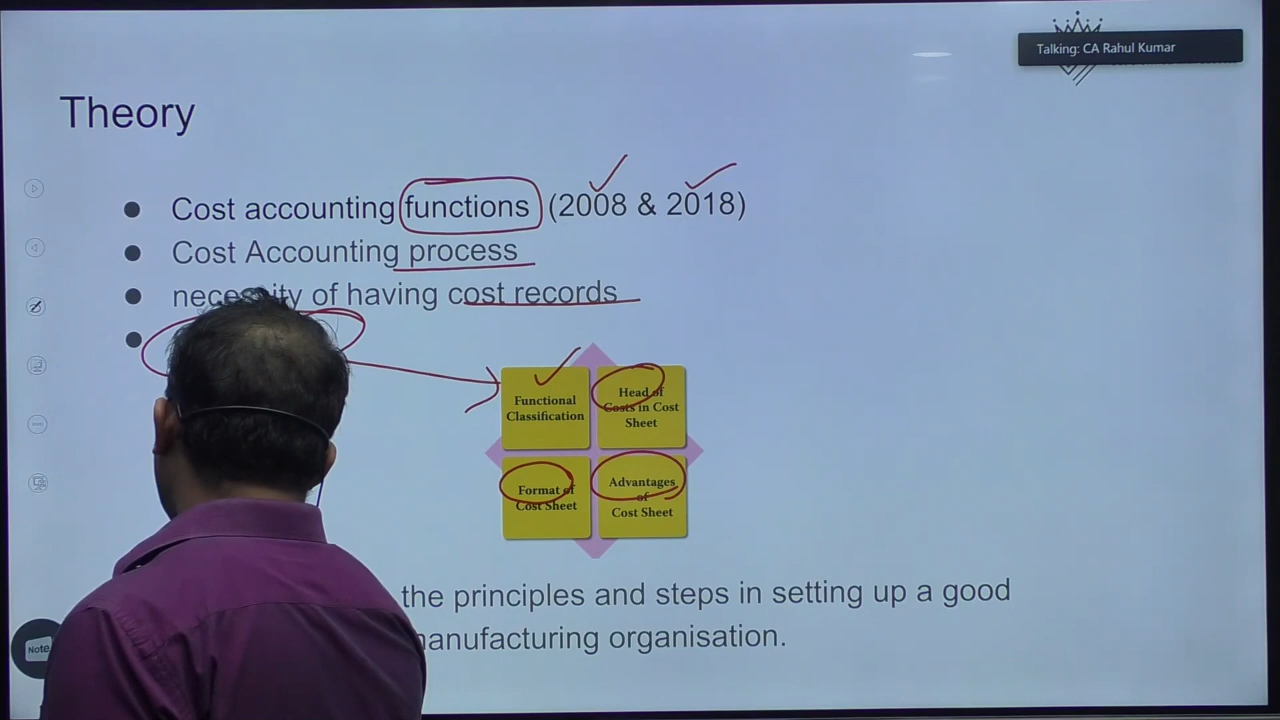 Talking: CA Rahul Kumar
Theory
Cost accounting functions (2008 & 2018)
Cost Accounting process
necessity of having cost records
Functional
Classification
Head of
Costs in Cost
Sheet
Format of
Cost Sheet
Advantages
of
Cost Sheet
the principles and steps in setting up a good
manufacturing organisation.
Note